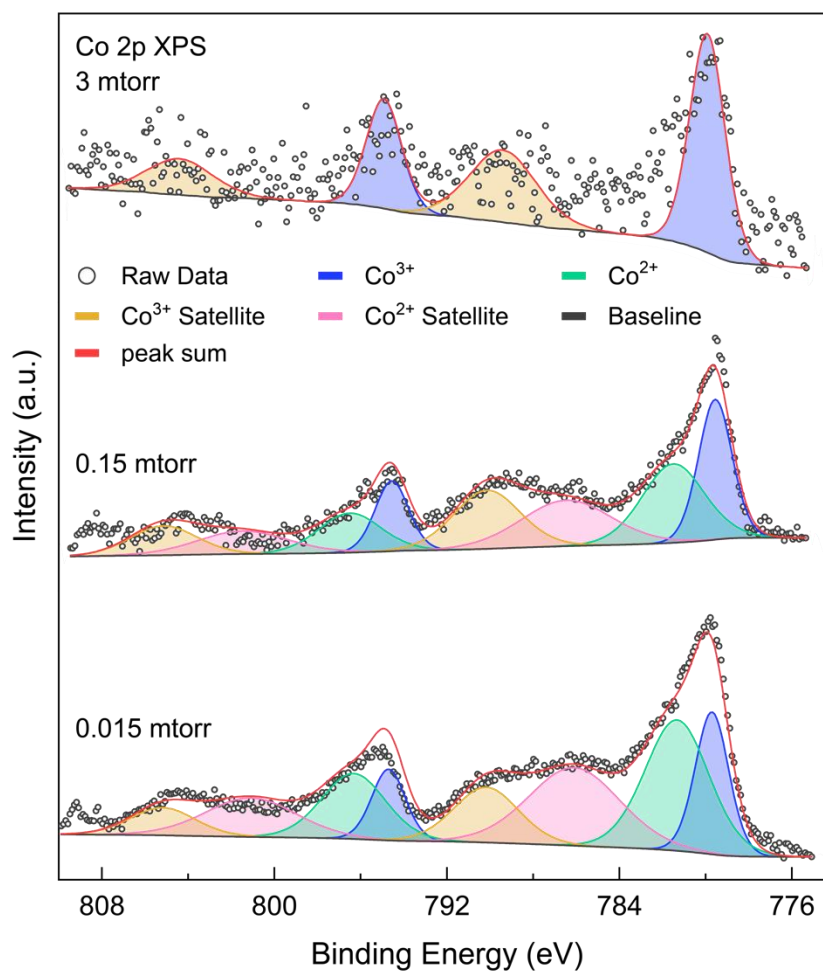 Co 2p XPS
3 mtorr
Raw Data Co³⁺ Co²⁺
Co³⁺ Satellite Co²⁺ Satellite Baseline
peak sum
0.15 mtorr
0.015 mtorr
Intensity (a.u.)
808 800 792 784 776
Binding Energy (eV)